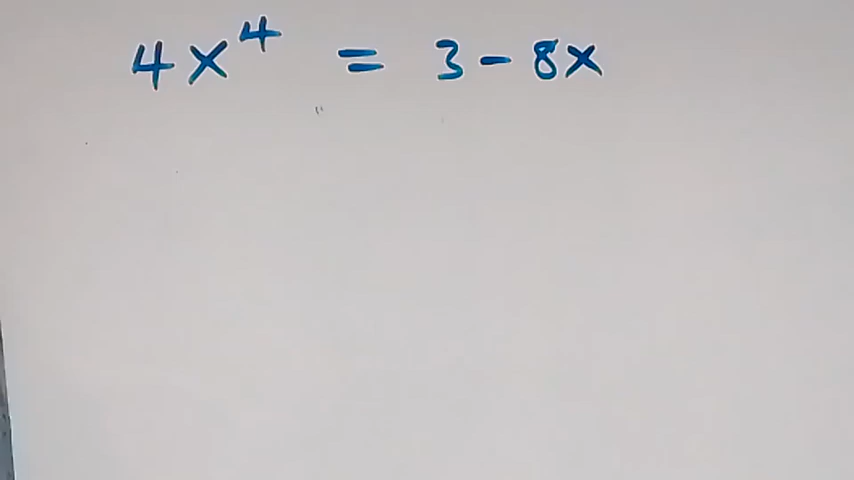 4x⁴ = 3 - 8x